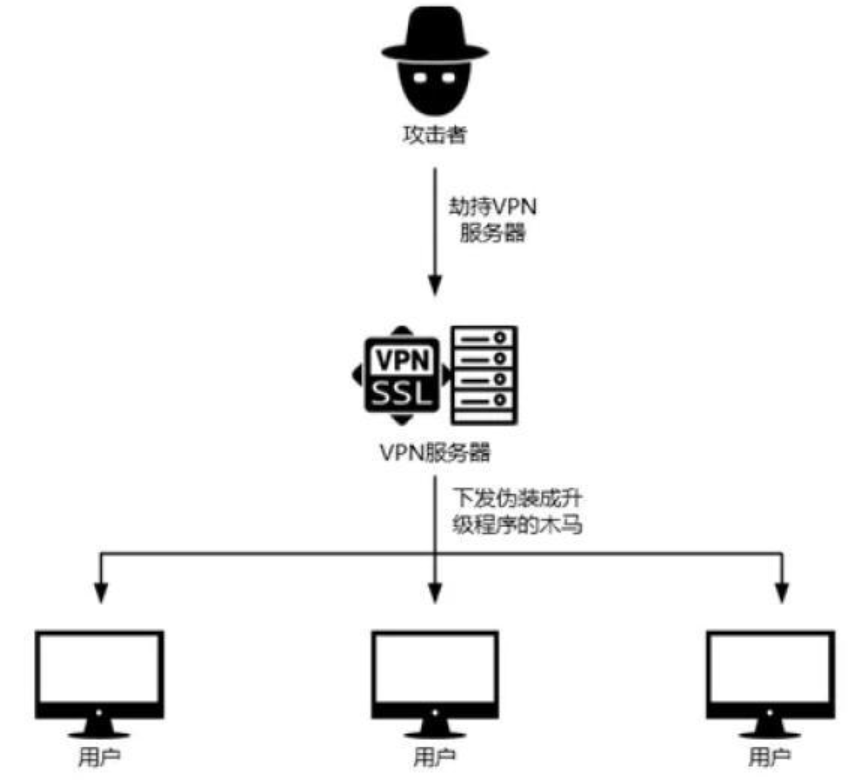 攻击者
劫持VPN
服务器
VPN
SSL
VPN服务器
下发伪装成升
级程序的木马
用户
用户
用户